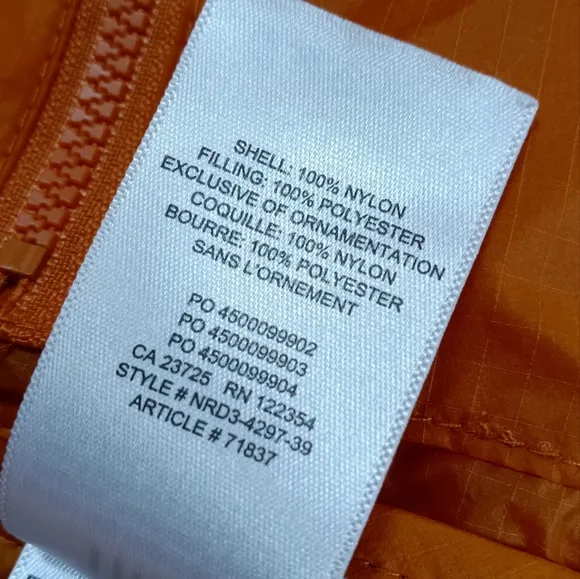 SHELL: 100% NYLON
FILLING: 100% POLYESTER
EXCLUSIVE OF ORNAMENTATION
COQUILLE: 100% NYLON
BOURRE: 100% POLYESTER
SANS L'ORNEMENT
PO 4500099902
PO 4500099903
PO 4500099904
CA 23725 RN 122354
STYLE # NRD3-4297-39
ARTICLE # 71837